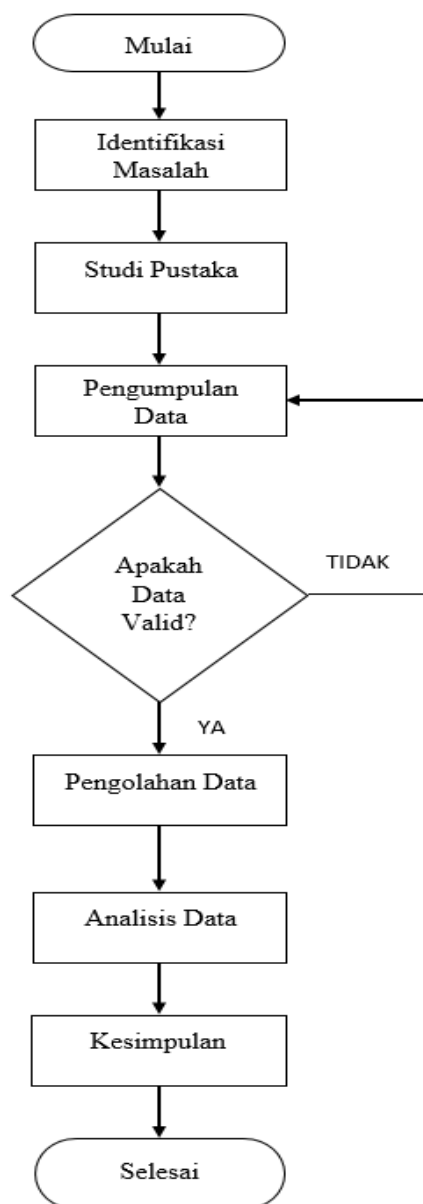 Mulai
Identifikasi
Masalah
Studi Pustaka
Pengumpulan
Data
Apakah
Data
Valid?
TIDAK
YA
Pengolahan Data
Analisis Data
Kesimpulan
Selesai